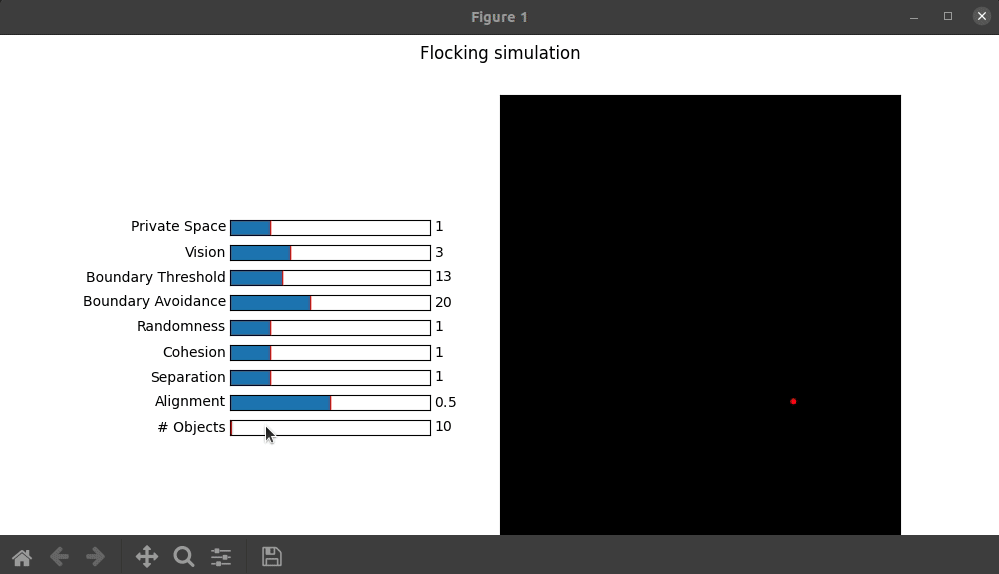 Figure 1
Flocking simulation
Private Space 1
Vision 3
Boundary Threshold 13
Boundary Avoidance 20
Randomness 1
Cohesion 1
Separation 1
Alignment 0.5
# Objects 10